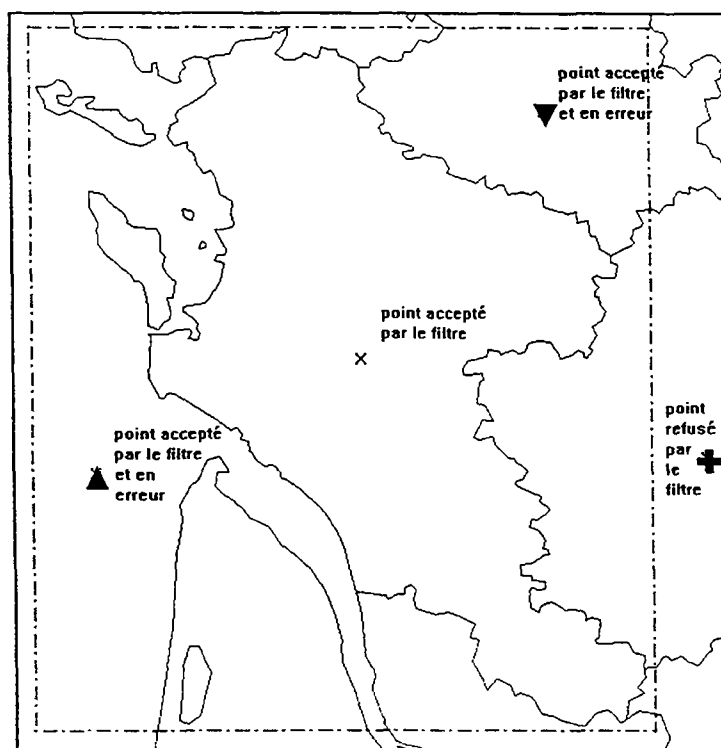 point accepté
par le filtre
et en erreur
point accepté
par le filtre
point accepté
par le filtre
et en
erreur
point
refusé
par
le
filtre